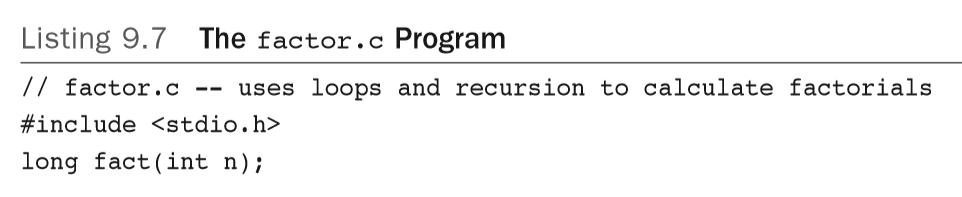 Listing 9.7 The factor.c Program
// factor.c -- uses loops and recursion to calculate factorials
#include <stdio.h>
long fact(int n);